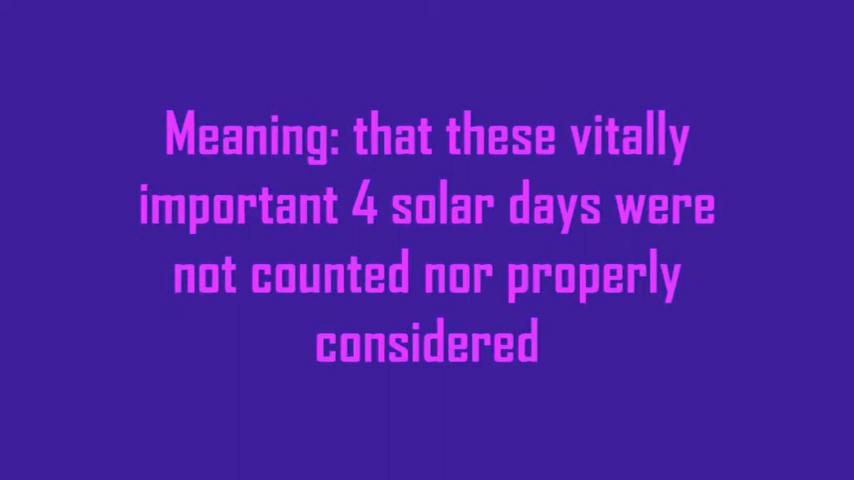 Meaning: that these vitally
important 4 solar days were
not counted nor properly
considered